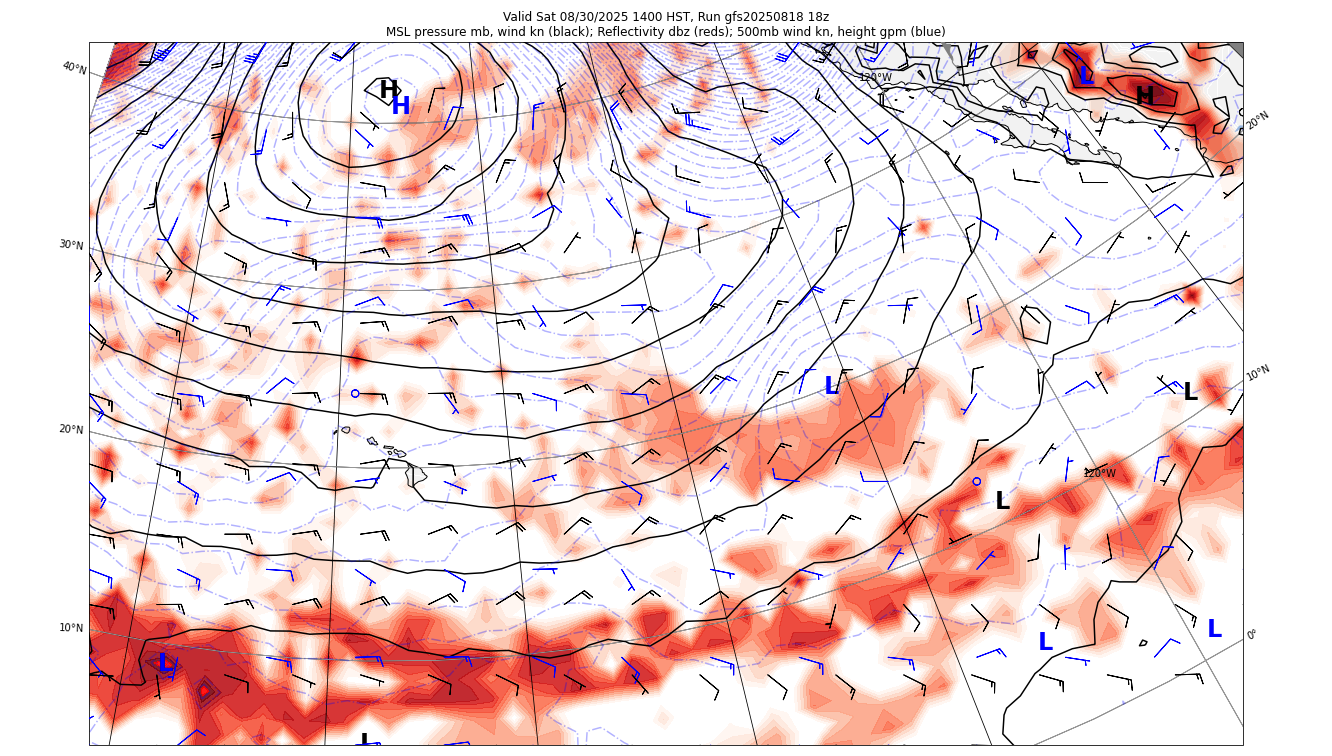 Valid Sat 08/30/2025 1400 HST, Run gfs20250818 18z
MSL pressure mb, wind kn (black); Reflectivity dbz (reds); 500mb wind kn, height gpm (blue)
40°N
H
H
120°W
L
H
20°N
30°N
10°N
L
L
20°N
120°W
L
10°N
L
L
0°
L
L